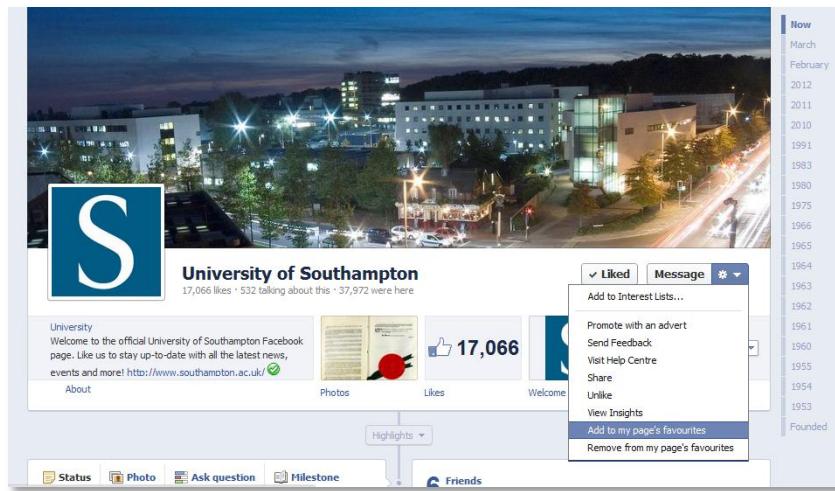 Now
March
February
2012
2011
2010
1991
1983
1980
1975
1966
1965
1964
1963
1962
1961
1960
1955
1954
1953
Founded
S
University of Southampton
17,066 likes · 532 talking about this · 37,972 were here
Liked
Message
Add to Interest Lists...
Promote with an advert
Send Feedback
Visit Help Centre
Share
Unlike
View Insights
Add to my page's favourites
Remove from my page's favourites
University
Welcome to the official University of Southampton Facebook
page. Like us to stay up-to-date with all the latest news,
events and more! http://www.southampton.ac.uk/
About
Photos
17,066
Likes
Welcome
Highlights
Status
Photo
Ask question
Milestone
6 Friends